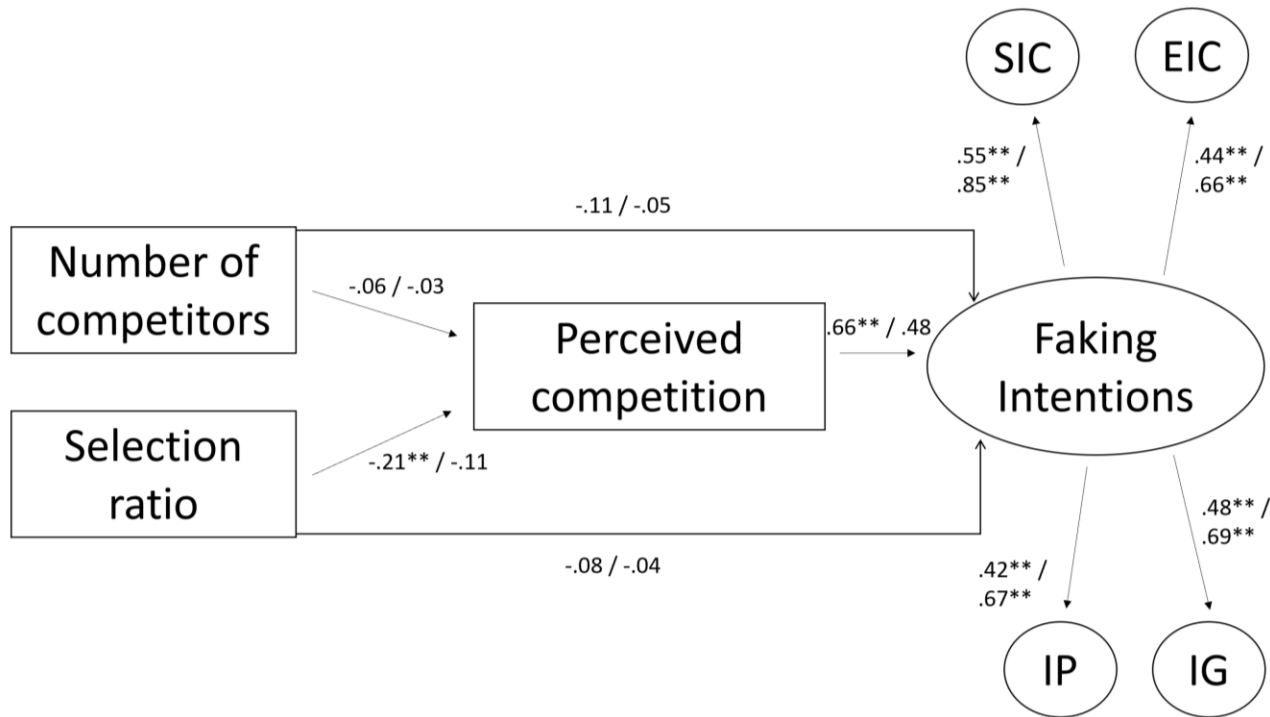 SIC
EIC
.55** /
.85**
.44** /
.66**
-.11 / -.05
Number of
competitors
-.06 / -.03
Perceived
competition
.66** / .48
Faking
Intentions
Selection
ratio
-.21** / -.11
-.08 / -.04
.42** /
.67**
.48** /
.69**
IP
IG